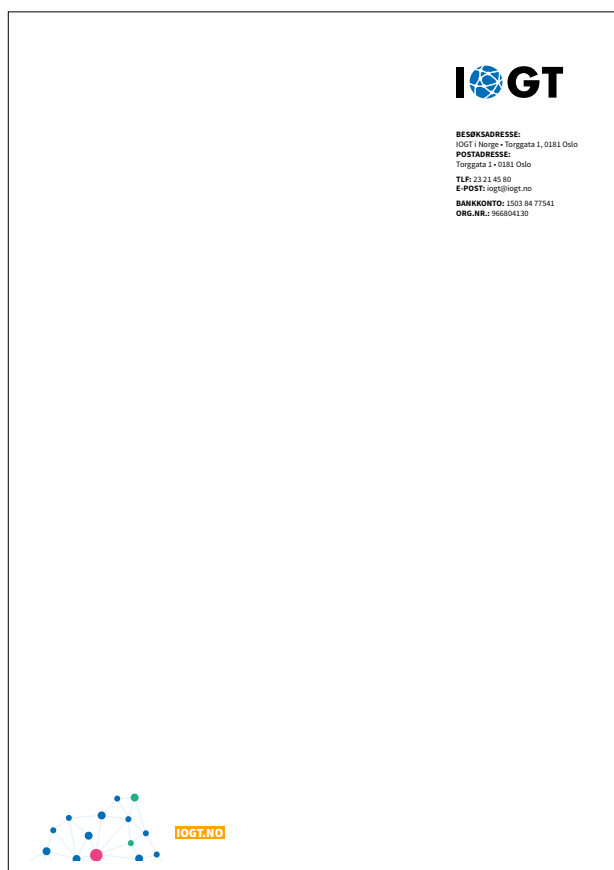 IOGT
BESØKSADRESSE:
IOGT i Norge • Torggata 1, 0181 Oslo
POSTADRESSE:
Torggata 1 • 0181 Oslo
TLF: 23 21 45 80
E-POST: iogt@iogt.no
BANKKONTO: 1503 84 77541
ORG.NR.: 966804130
IOGT.NO